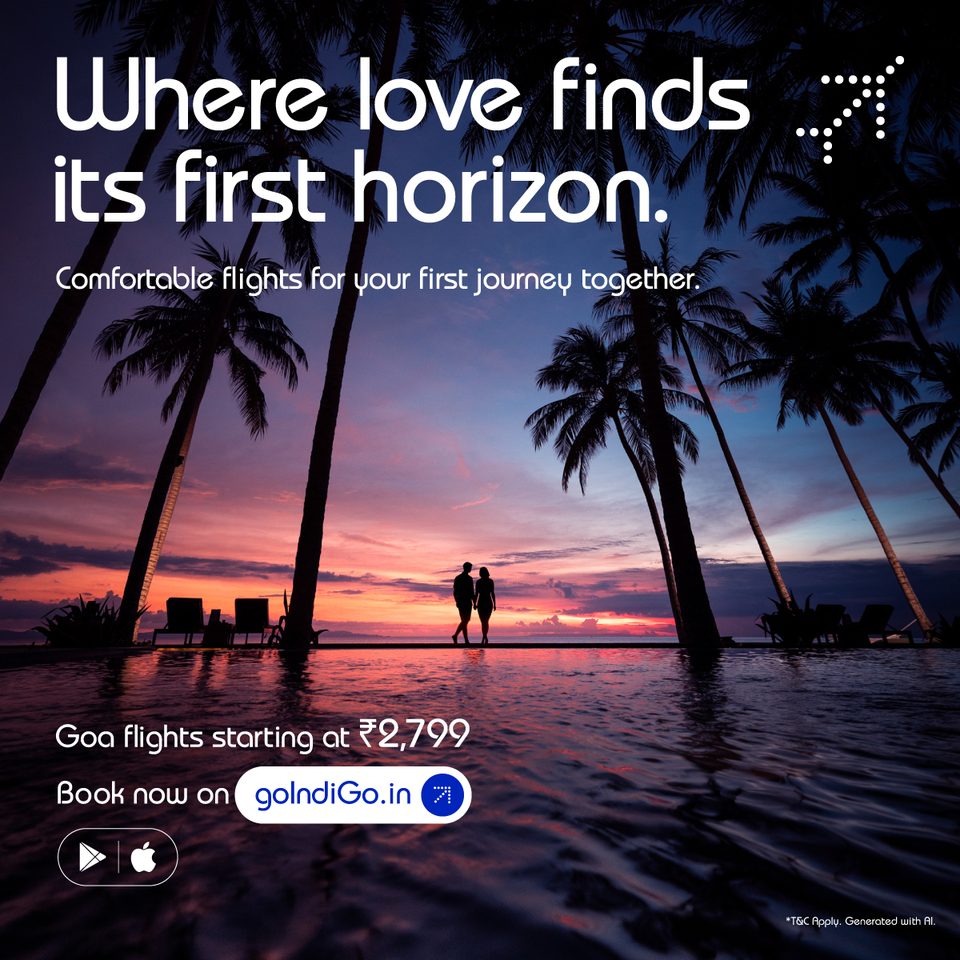 Where love finds
its first horizon.
Comfortable flights for your first journey together.
Goa flights starting at ₹2,799
Book now on goIndiGo.in
*T&C Apply. Generated with AI.